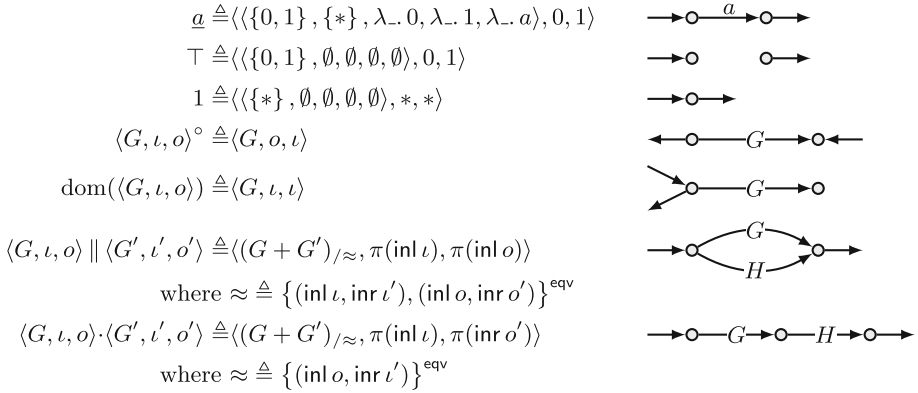 a ≜⟨⟨{0, 1} , {∗} , λ_. 0, λ_. 1, λ_. a⟩, 0, 1⟩ a
⊤ ≜⟨⟨{0, 1} , ∅, ∅, ∅, ∅⟩, 0, 1⟩
1 ≜⟨⟨{∗} , ∅, ∅, ∅, ∅⟩, ∗, ∗⟩
⟨G, ι, o⟩° ≜⟨G, o, ι⟩ G
dom(⟨G, ι, o⟩) ≜⟨G, ι, ι⟩ G
⟨G, ι, o⟩ ∥ ⟨G′, ι′, o′⟩ ≜⟨(G + G′)/≈, π(inl ι), π(inl o)⟩ G
where ≈ ≜ {(inl ι, inr ι′), (inl o, inr o′)}eqv H
⟨G, ι, o⟩·⟨G′, ι′, o′⟩ ≜⟨(G + G′)/≈, π(inl ι), π(inr o′)⟩ G H
where ≈ ≜ {(inl o, inr ι′)}eqv